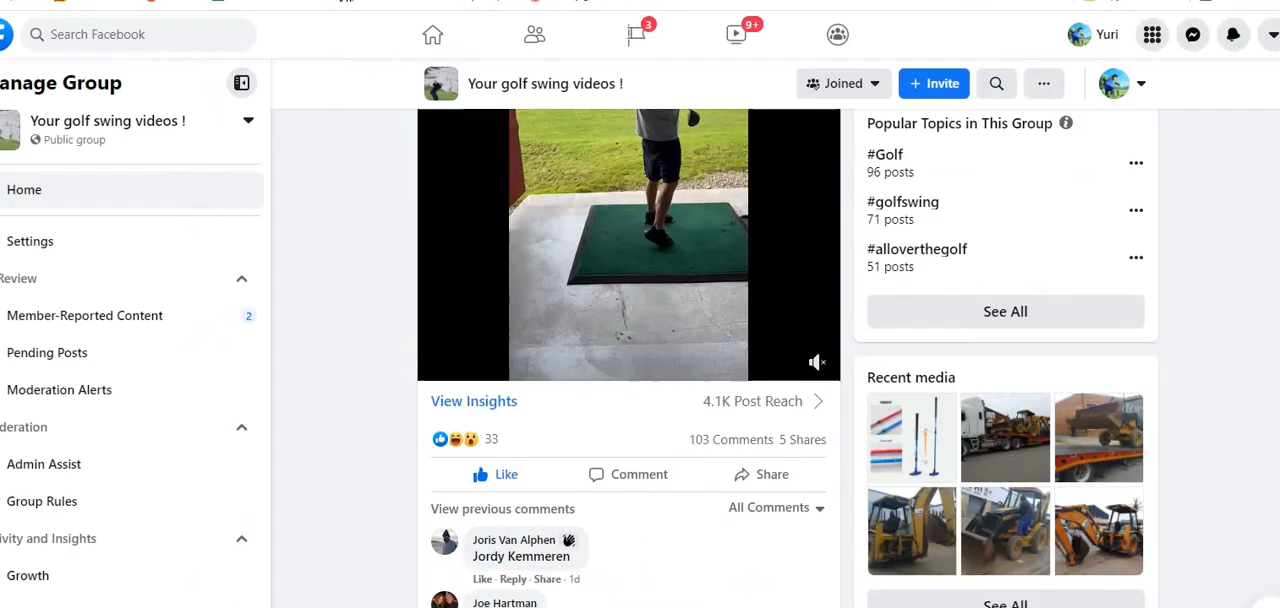 Search Facebook
3
9+
Yuri
anage Group
Your golf swing videos !
Joined
+ Invite
Your golf swing videos !
Public group
Home
Settings
Review
Member-Reported Content
2
Pending Posts
Moderation Alerts
deration
Admin Assist
Group Rules
ivity and Insights
Growth
View Insights
4.1K Post Reach
33
103 Comments 5 Shares
Like
Comment
Share
View previous comments
All Comments
Joris Van Alphen
Jordy Kemmeren
Like · Reply · Share · 1d
Joe Hartman
Popular Topics in This Group
#Golf
96 posts
#golfswing
71 posts
#alloverthegolf
51 posts
See All
Recent media
See All